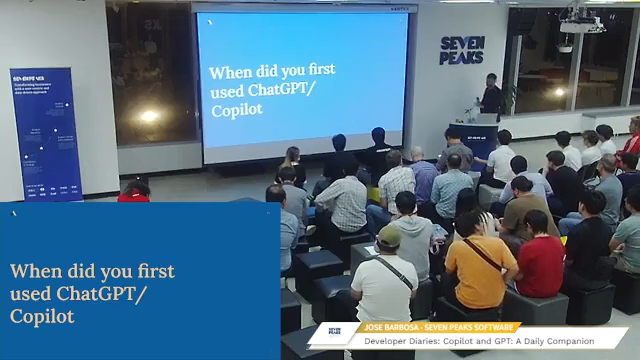 When did you first
used ChatGPT/
Copilot
SEVEN
PEAKS
When did you first
used ChatGPT/
Copilot
JOSE BARBOSA - SEVEN PEAKS SOFTWARE
Developer Diaries: Copilot and GPT: A Daily Companion